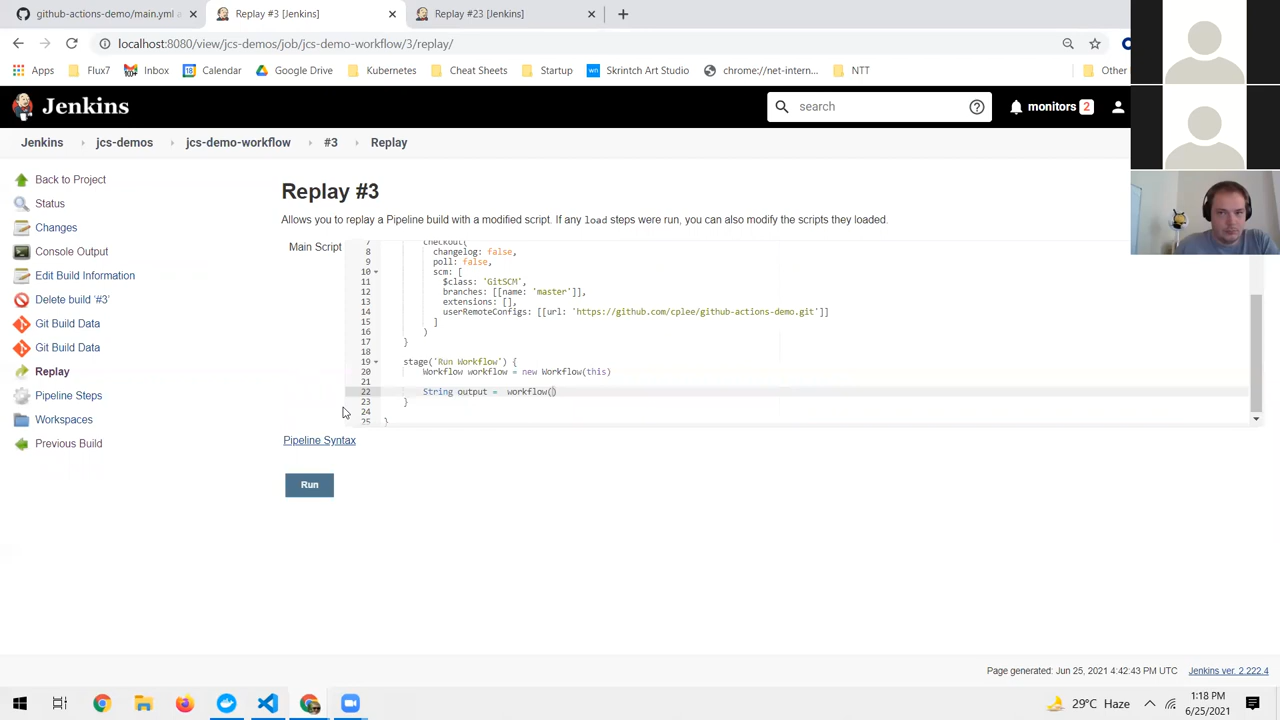 github-actions-demo/main.yml
Replay #3 [Jenkins]
Replay #23 [Jenkins]
localhost:8080/view/jcs-demos/job/jcs-demo-workflow/3/replay/
Apps
Flux7
Inbox
Calendar
Google Drive
Kubernetes
Cheat Sheets
Startup
Skrintch Art Studio
chrome://net-intern...
NTT
Other
Jenkins
search
monitors 2
Jenkins
jcs-demos
jcs-demo-workflow
#3
Replay
Back to Project
Status
Changes
Console Output
Edit Build Information
Delete build '#3'
Git Build Data
Git Build Data
Replay
Pipeline Steps
Workspaces
Previous Build
Replay #3
Allows you to replay a Pipeline build with a modified script. If any load steps were run, you can also modify the scripts they loaded.
Main Script
7 checkout(
8 changelog: false,
9 poll: false,
10 scm: [
11 $class: 'GitSCM',
12 branches: [[name: 'master']],
13 extensions: [],
14 userRemoteConfigs: [[url: 'https://github.com/cplee/github-actions-demo.git']]
15 ]
16 )
17 }
18
19 stage('Run Workflow') {
20 Workflow workflow = new Workflow(this)
21
22 String output = workflow()
23 }
24
25 }
Pipeline Syntax
Run
Page generated: Jun 25, 2021 4:42:43 PM UTC
Jenkins ver. 2.222.4
29°C Haze
1:18 PM
6/25/2021